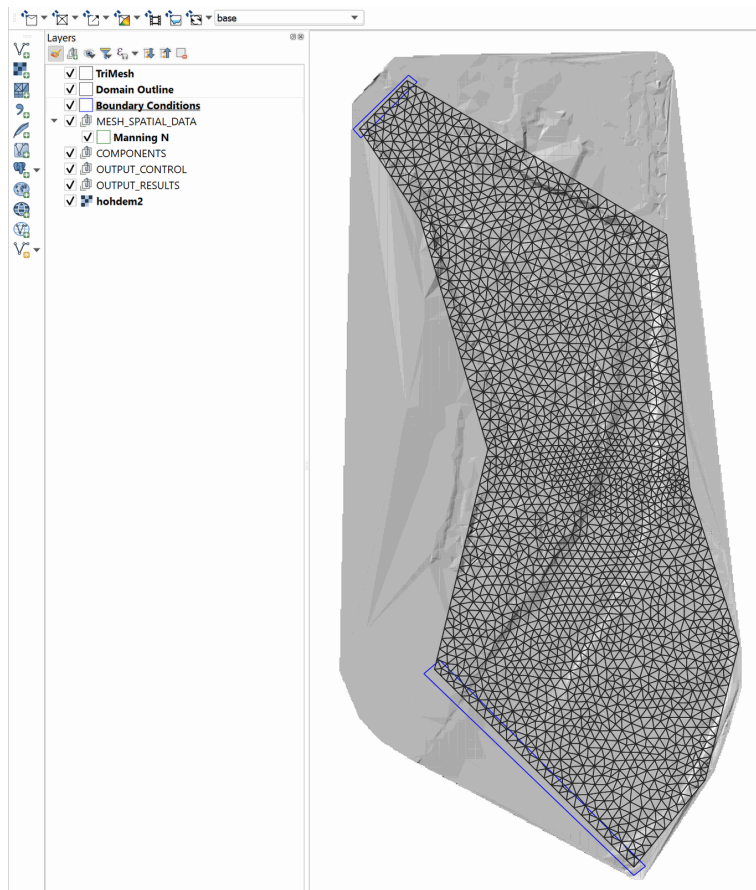 base
Layers
TriMesh
Domain Outline
Boundary Conditions
MESH_SPATIAL_DATA
Manning N
COMPONENTS
OUTPUT_CONTROL
OUTPUT_RESULTS
hohdem2